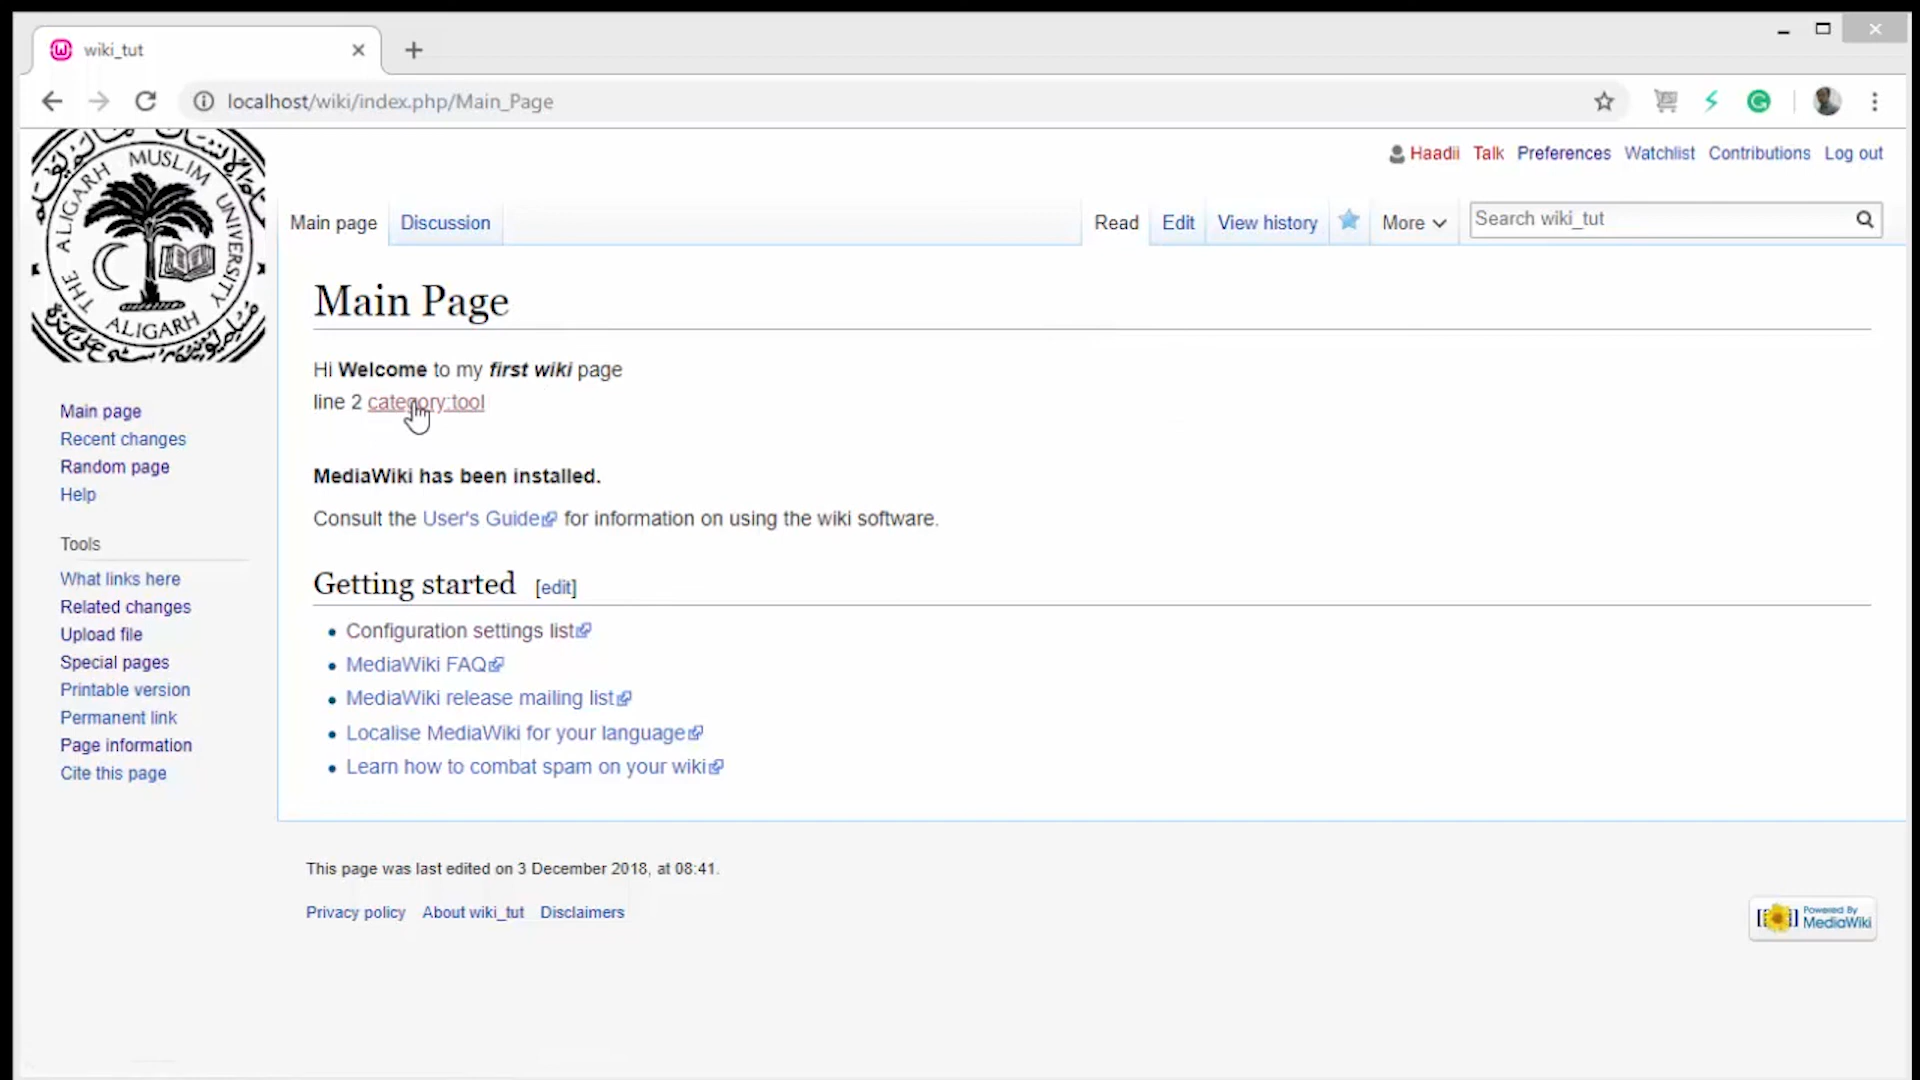 wiki_tut
localhost/wiki/index.php/Main_Page
THE ALIGARH MUSLIM UNIVERSITY
ALIGARH
Haadii Talk Preferences Watchlist Contributions Log out
Main page Discussion Read Edit View history More Search wiki_tut
Main Page
Hi Welcome to my first wiki page
line 2 category:tool
MediaWiki has been installed.
Consult the User's Guide for information on using the wiki software.
Getting started [edit]
Configuration settings list
MediaWiki FAQ
MediaWiki release mailing list
Localise MediaWiki for your language
Learn how to combat spam on your wiki
Main page
Recent changes
Random page
Help
Tools
What links here
Related changes
Upload file
Special pages
Printable version
Permanent link
Page information
Cite this page
This page was last edited on 3 December 2018, at 08:41.
Privacy policy About wiki_tut Disclaimers
Powered By
MediaWiki